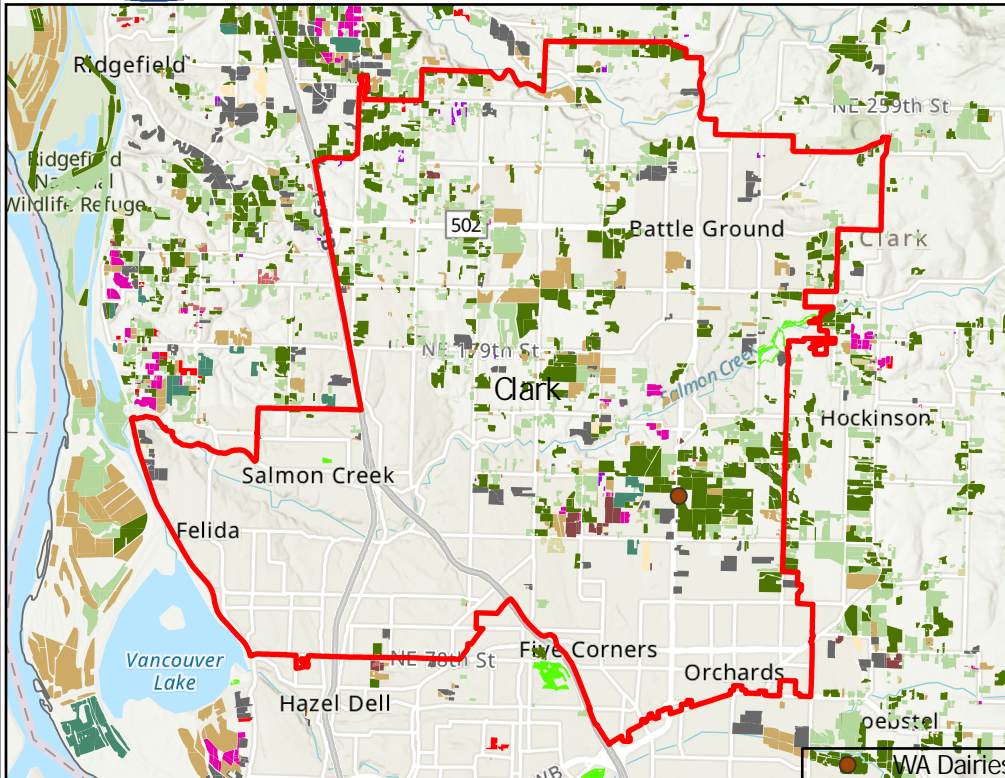 Ridgefield
NE 259th St
Ridgefield
National
Wildlife Refuge
502
Battle Ground
Clark
NE 179th St
Salmon Creek
Clark
Hockinson
Salmon Creek
Felida
NE 78th St
Five Corners
Vancouver
Lake
Orchards
Hazel Dell
WA Dairies